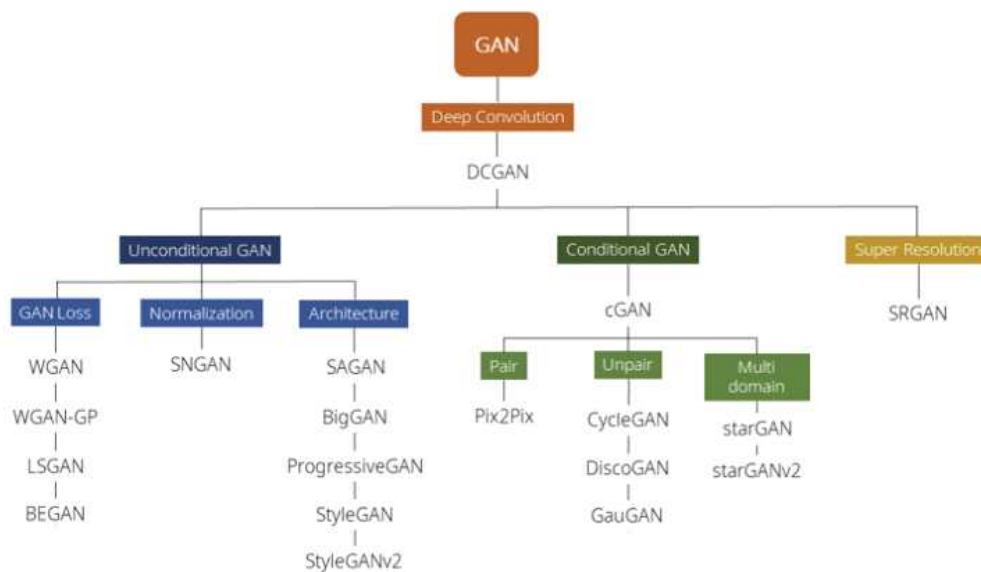 GAN
Deep Convolution
DCGAN
Unconditional GAN
Conditional GAN
Super Resolution
GAN Loss
Normalization
Architecture
cGAN
SRGAN
WGAN
SNGAN
SAGAN
Pair
Unpair
Multi
domain
WGAN-GP
BigGAN
Pix2Pix
CycleGAN
starGAN
LSGAN
ProgressiveGAN
DiscoGAN
starGANv2
BEGAN
StyleGAN
GauGAN
StyleGANv2